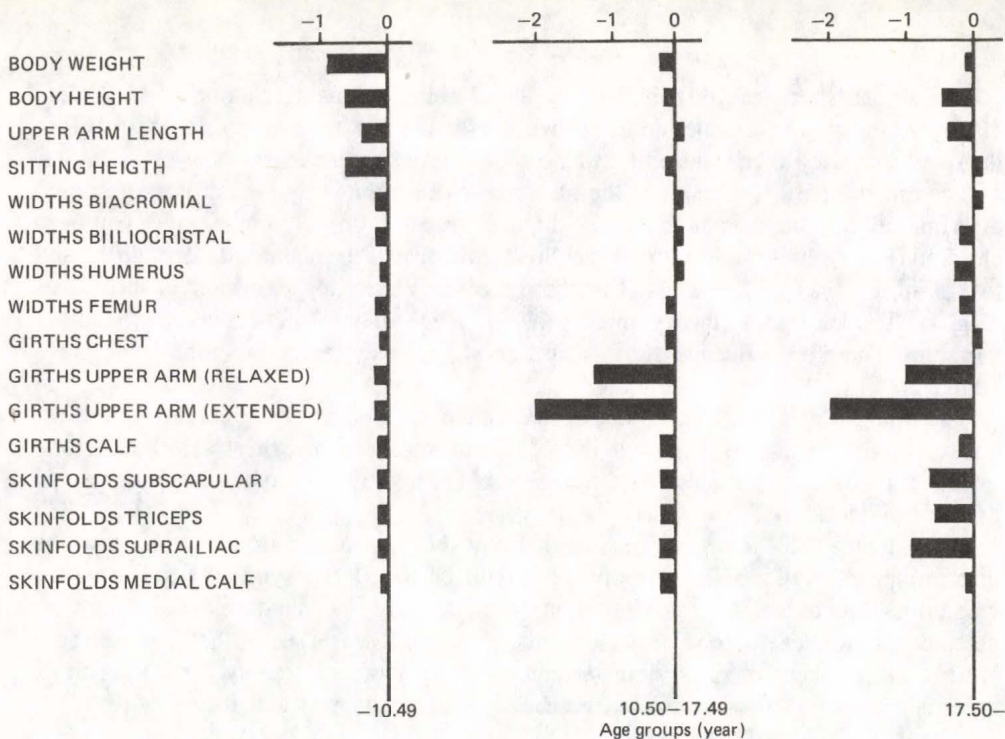 −1 0 −2 −1 0 −2 −1 0
BODY WEIGHT
BODY HEIGHT
UPPER ARM LENGTH
SITTING HEIGTH
WIDTHS BIACROMIAL
WIDTHS BILLIOCRISTAL
WIDTHS HUMERUS
WIDTHS FEMUR
GIRTHS CHEST
GIRTHS UPPER ARM (RELAXED)
GIRTHS UPPER ARM (EXTENDED)
GIRTHS CALF
SKINFOLDS SUBSCAPULAR
SKINFOLDS TRICEPS
SKINFOLDS SUPRAILIAC
SKINFOLDS MEDIAL CALF
−10.49 10.50−17.49 17.50−
Age groups (year)